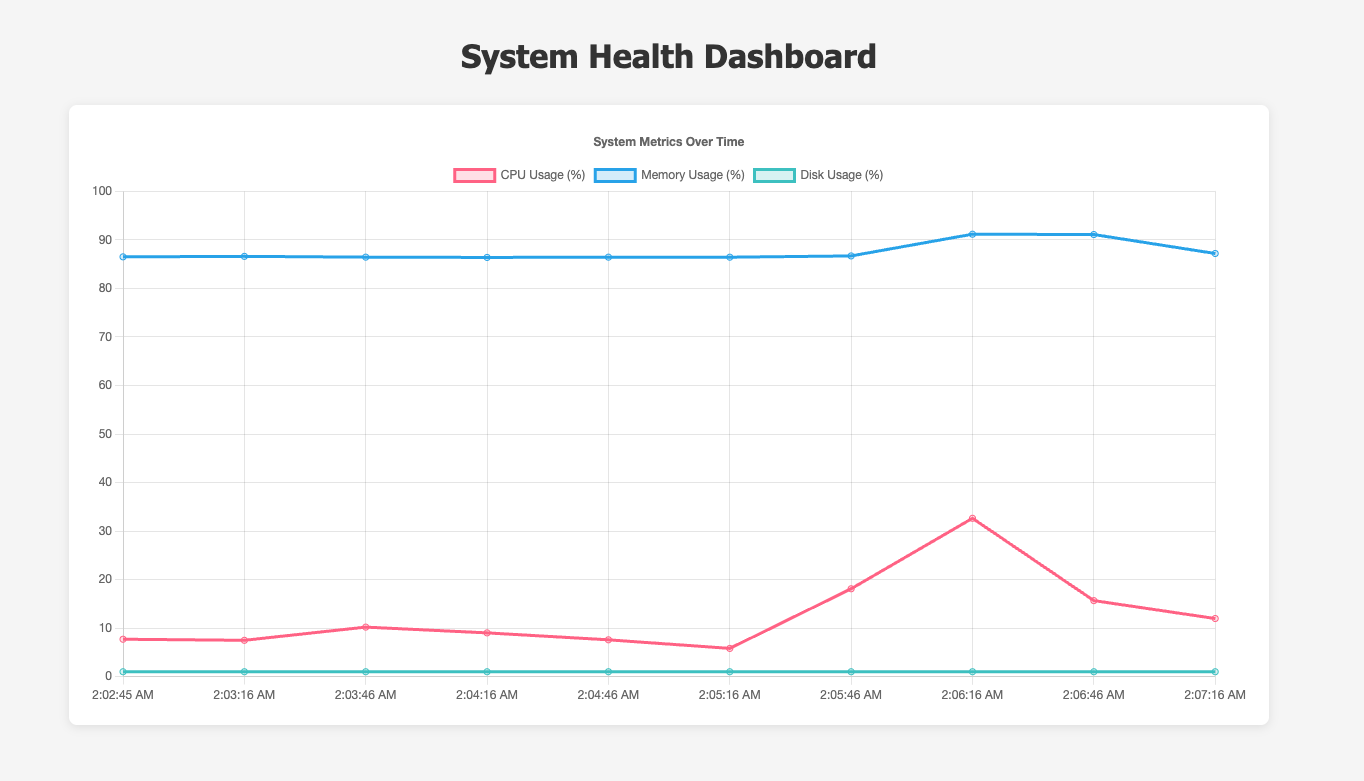 System Health Dashboard
System Metrics Over Time
CPU Usage (%) Memory Usage (%) Disk Usage (%)
100
90
80
70
60
50
40
30
20
10
0
2:02:45 AM 2:03:16 AM 2:03:46 AM 2:04:16 AM 2:04:46 AM 2:05:16 AM 2:05:46 AM 2:06:16 AM 2:06:46 AM 2:07:16 AM